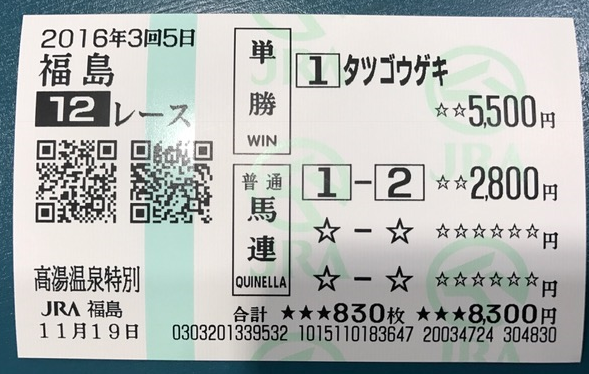 2016年3回5日
福島
12レース
高湯温泉特別
JRA 福島
11月19日
単勝
WIN
1 タツゴウゲキ
☆☆5,500円
普通
馬連
QUINELLA
1-2 ☆☆2,800円
☆-☆ ☆☆☆☆☆☆円
☆-☆ ☆☆☆☆☆☆円
合計 ★★★830枚 ★★★8,300円
0303201339532 1015110183647 20034724 304830
JRA
JRA
JRA